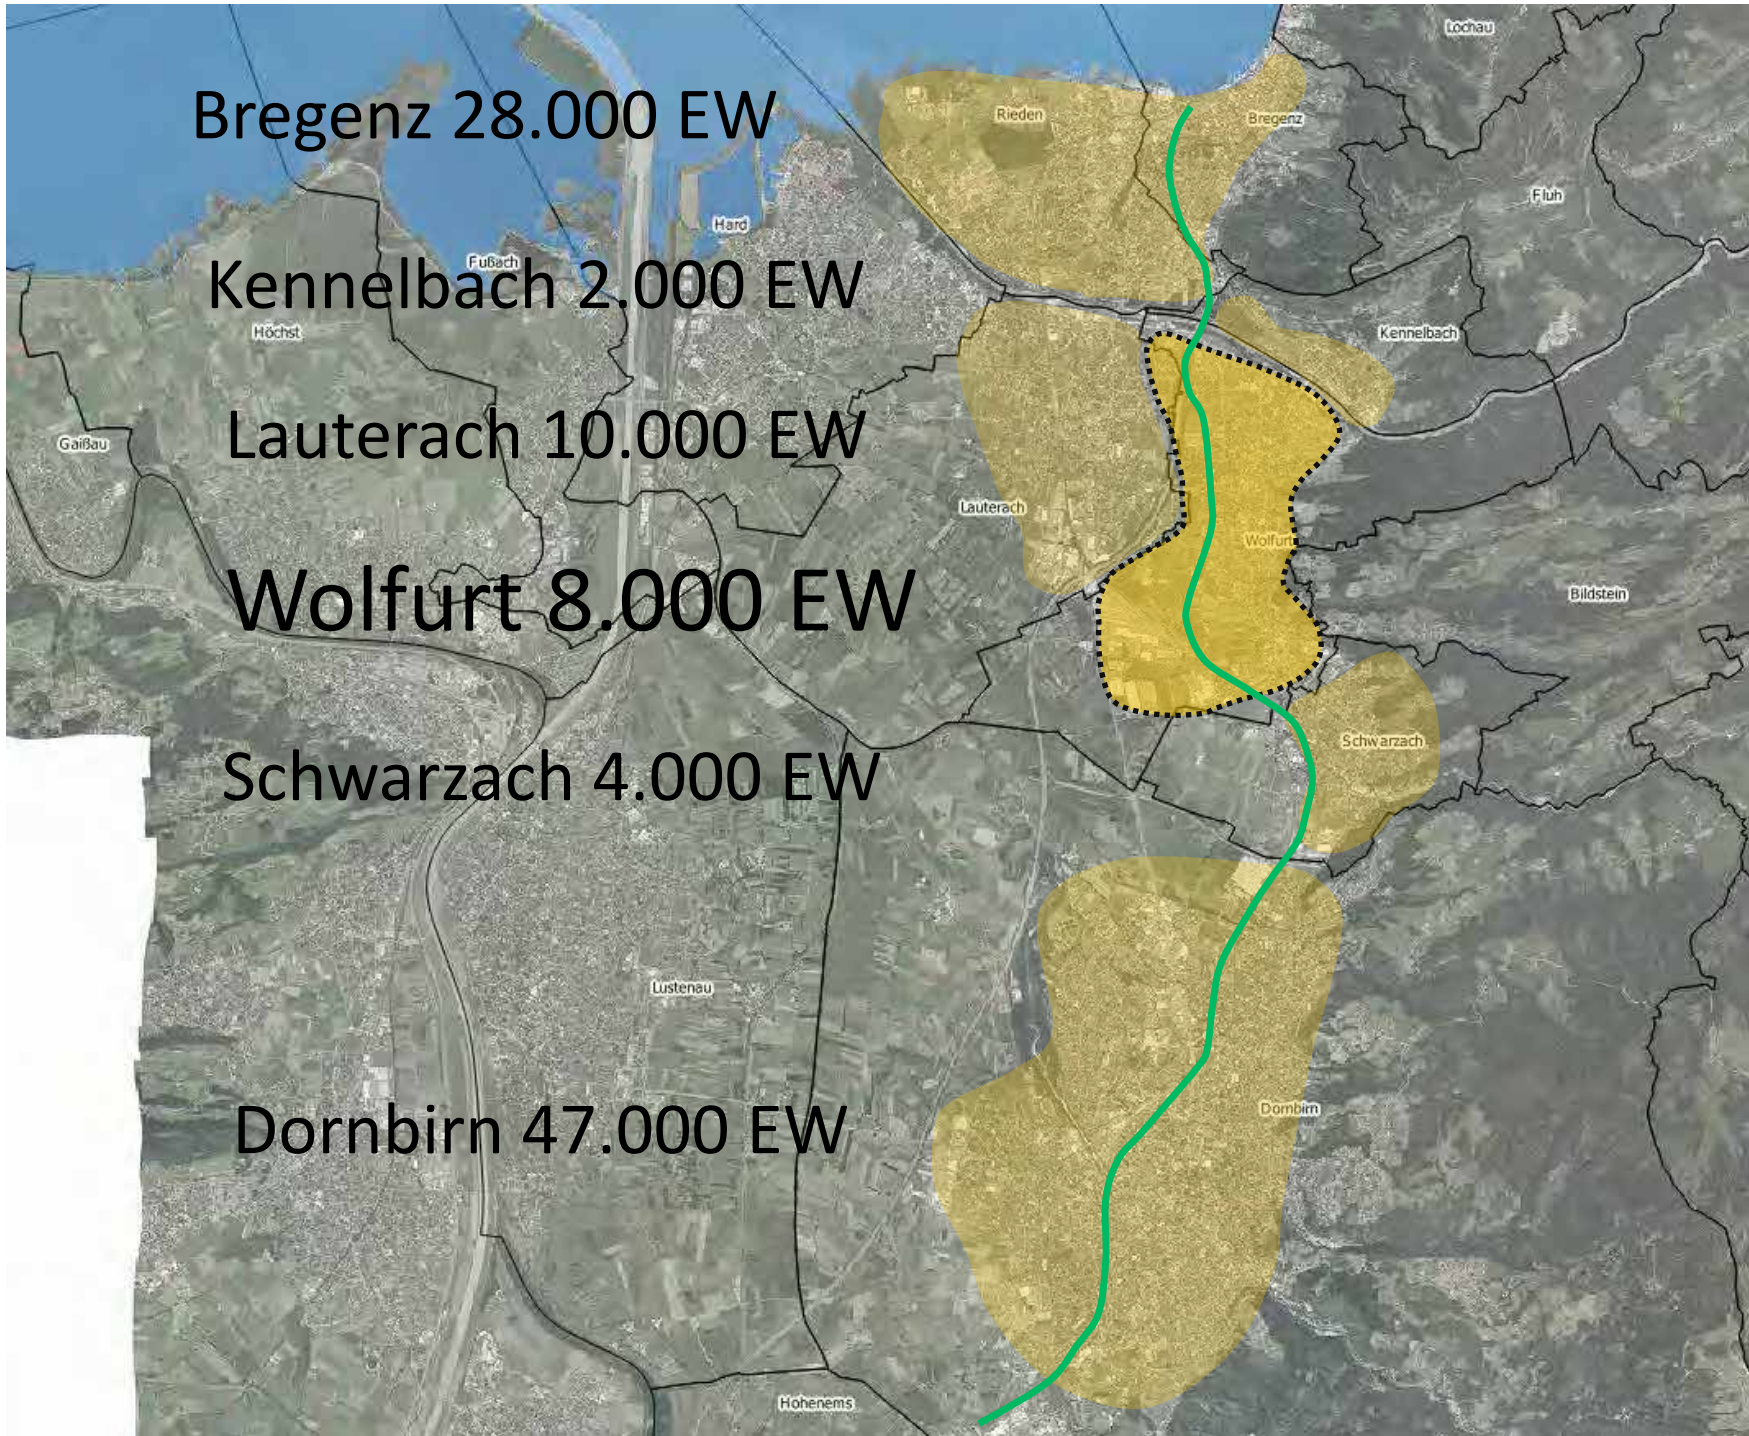 Lochau
Bregenz 28.000 EW
Rieden
Bregenz
Fluh
Hard
Fußach
Kennelbach 2.000 EW
Höchst
Kennelbach
Lauterach 10.000 EW
Gaißau
Lauterach
Wolfurt
Wolfurt 8.000 EW
Bildstein
Schwarzach
Schwarzach 4.000 EW
Lustenau
Dornbirn
Dornbirn 47.000 EW
Hohenems